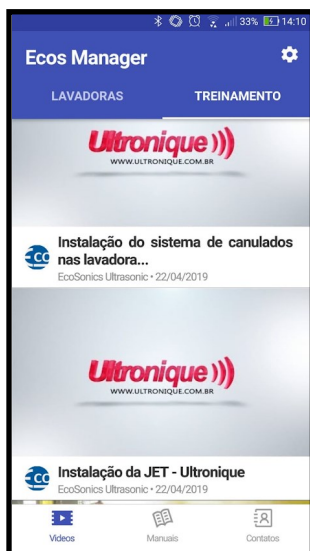 33% 14:10
Ecos Manager
LAVADORAS TREINAMENTO
Ultronique
WWW.ULTRONIQUE.COM.BR
Instalação do sistema de canulados
nas lavadora...
EcoSonics Ultrasonic • 22/04/2019
Ultronique
WWW.ULTRONIQUE.COM.BR
Instalação da JET - Ultronique
EcoSonics Ultrasonic • 22/04/2019
Vídeos Manuais Contatos